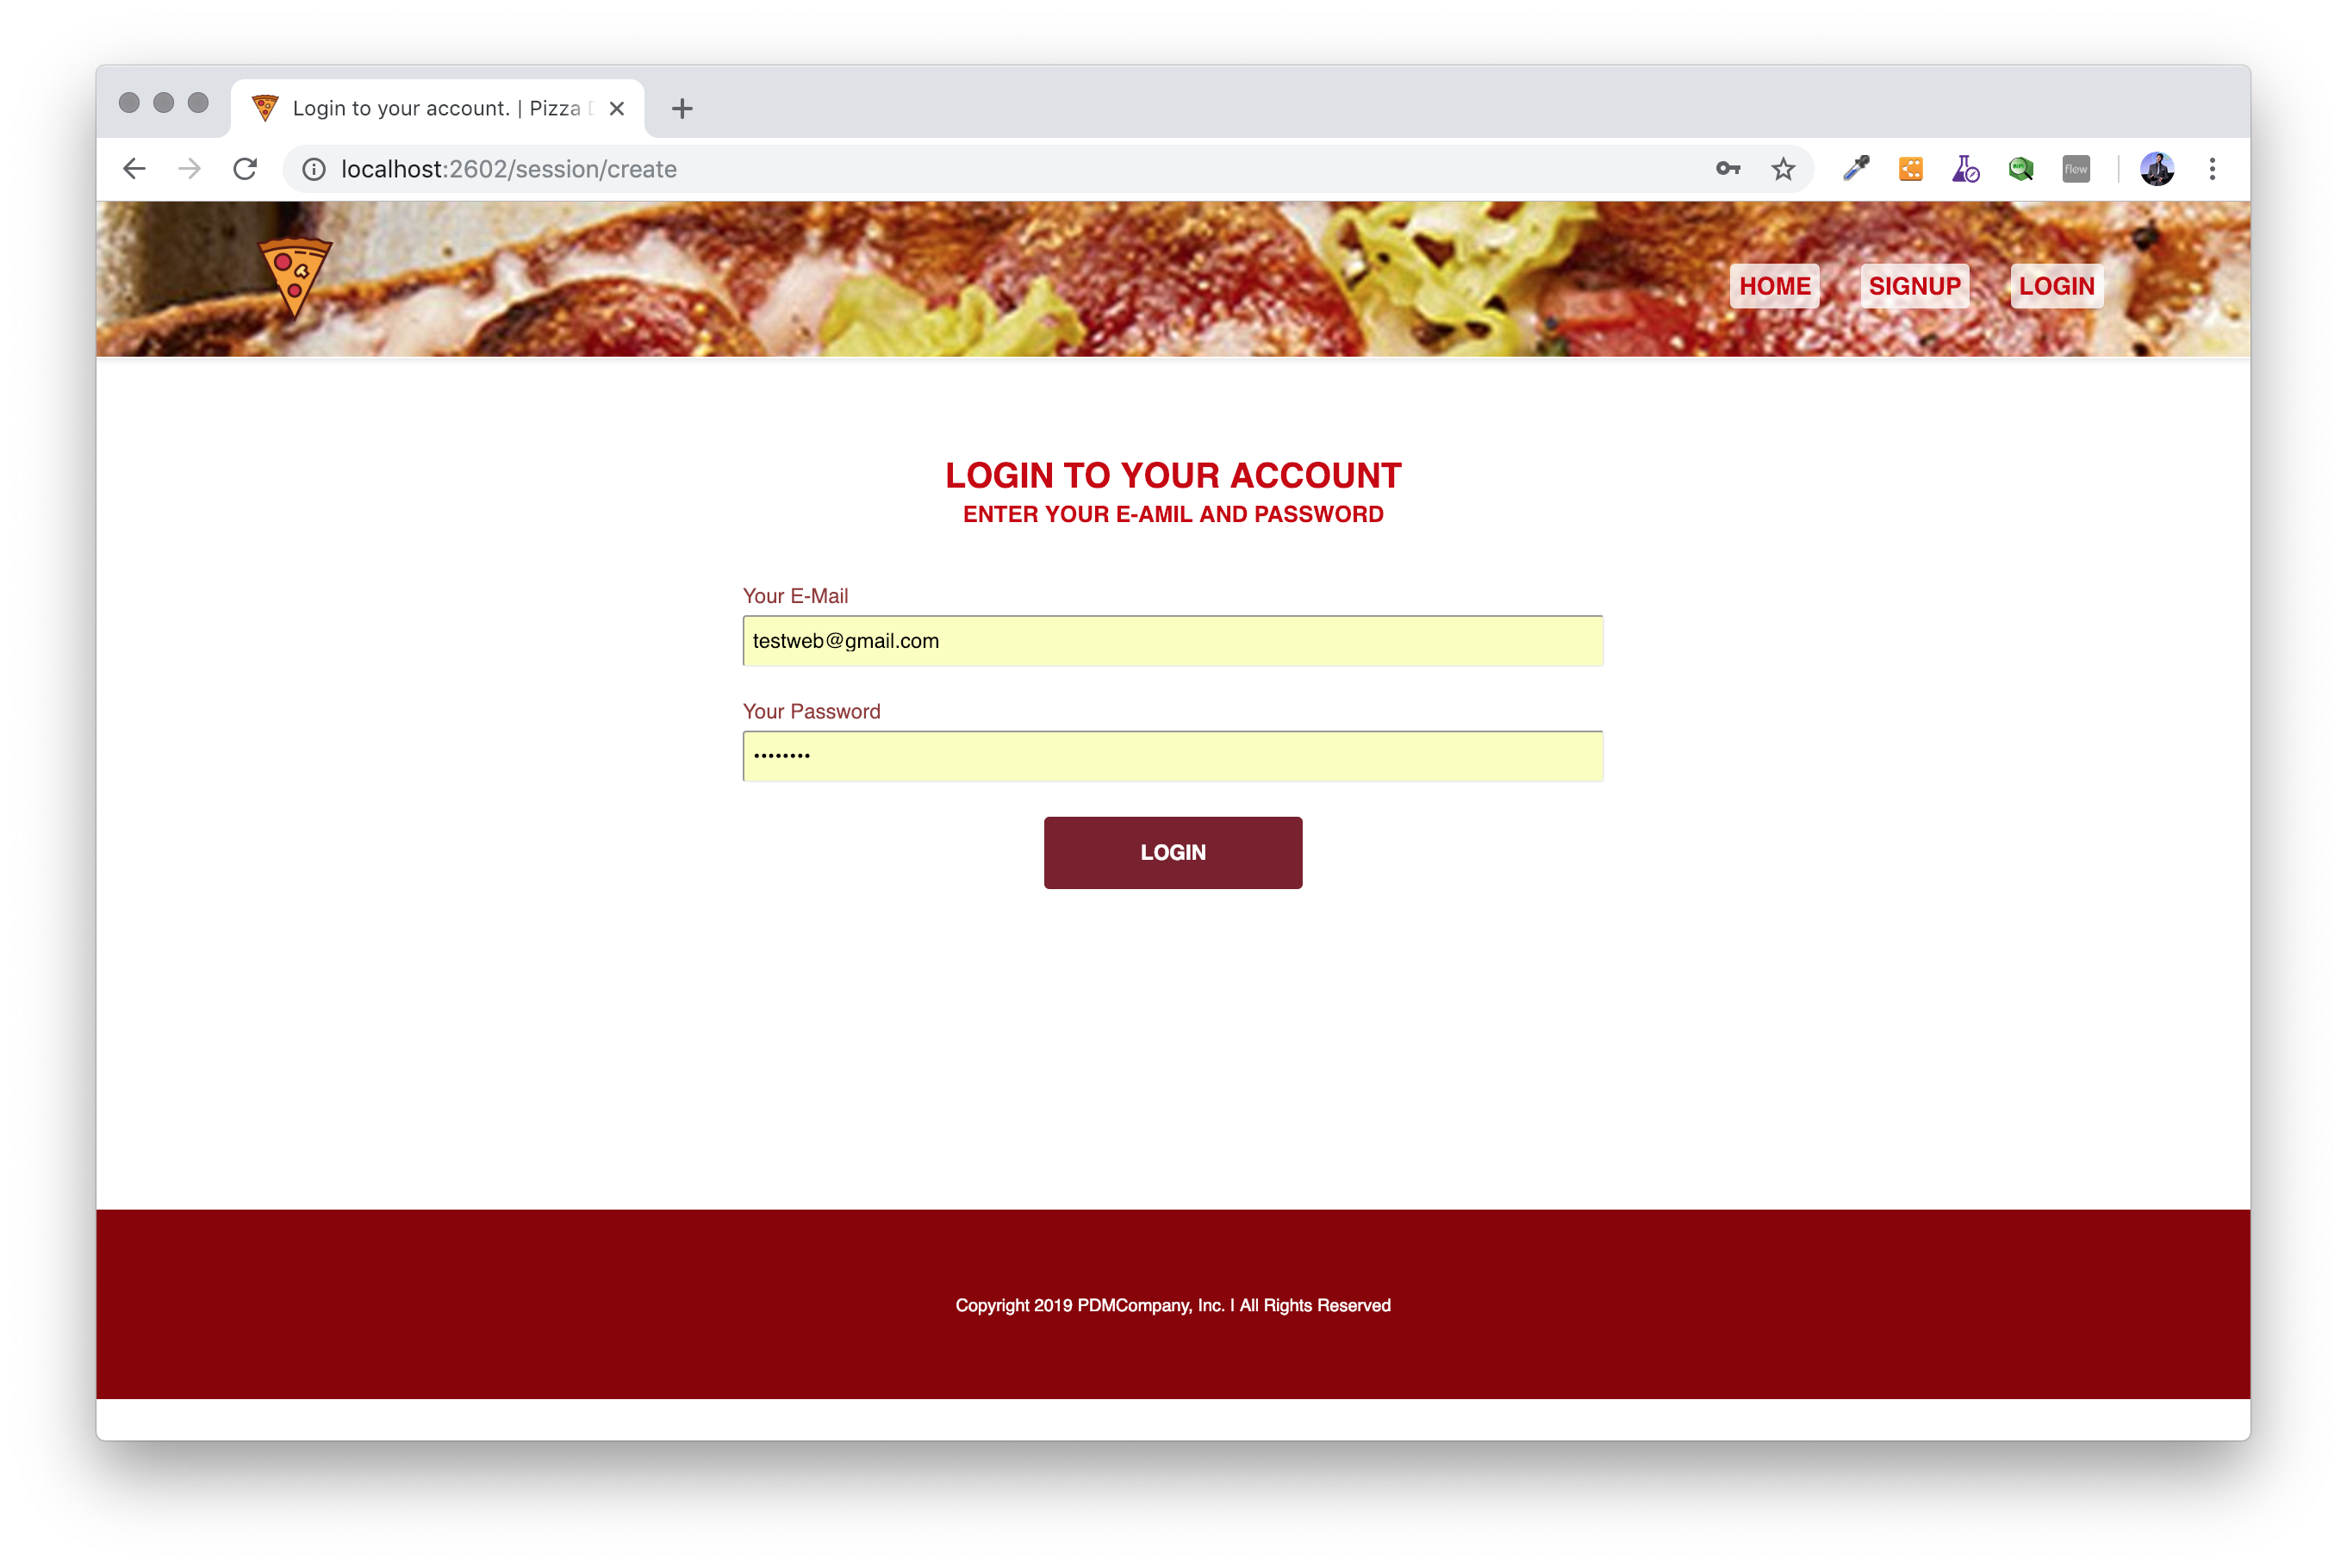 Login to your account. | Pizza D
localhost:2602/session/create
flow
HOME SIGNUP LOGIN
LOGIN TO YOUR ACCOUNT
ENTER YOUR E-AMIL AND PASSWORD
Your E-Mail
testweb@gmail.com
Your Password
••••••••
LOGIN
Copyright 2019 PDMCompany, Inc. I All Rights Reserved